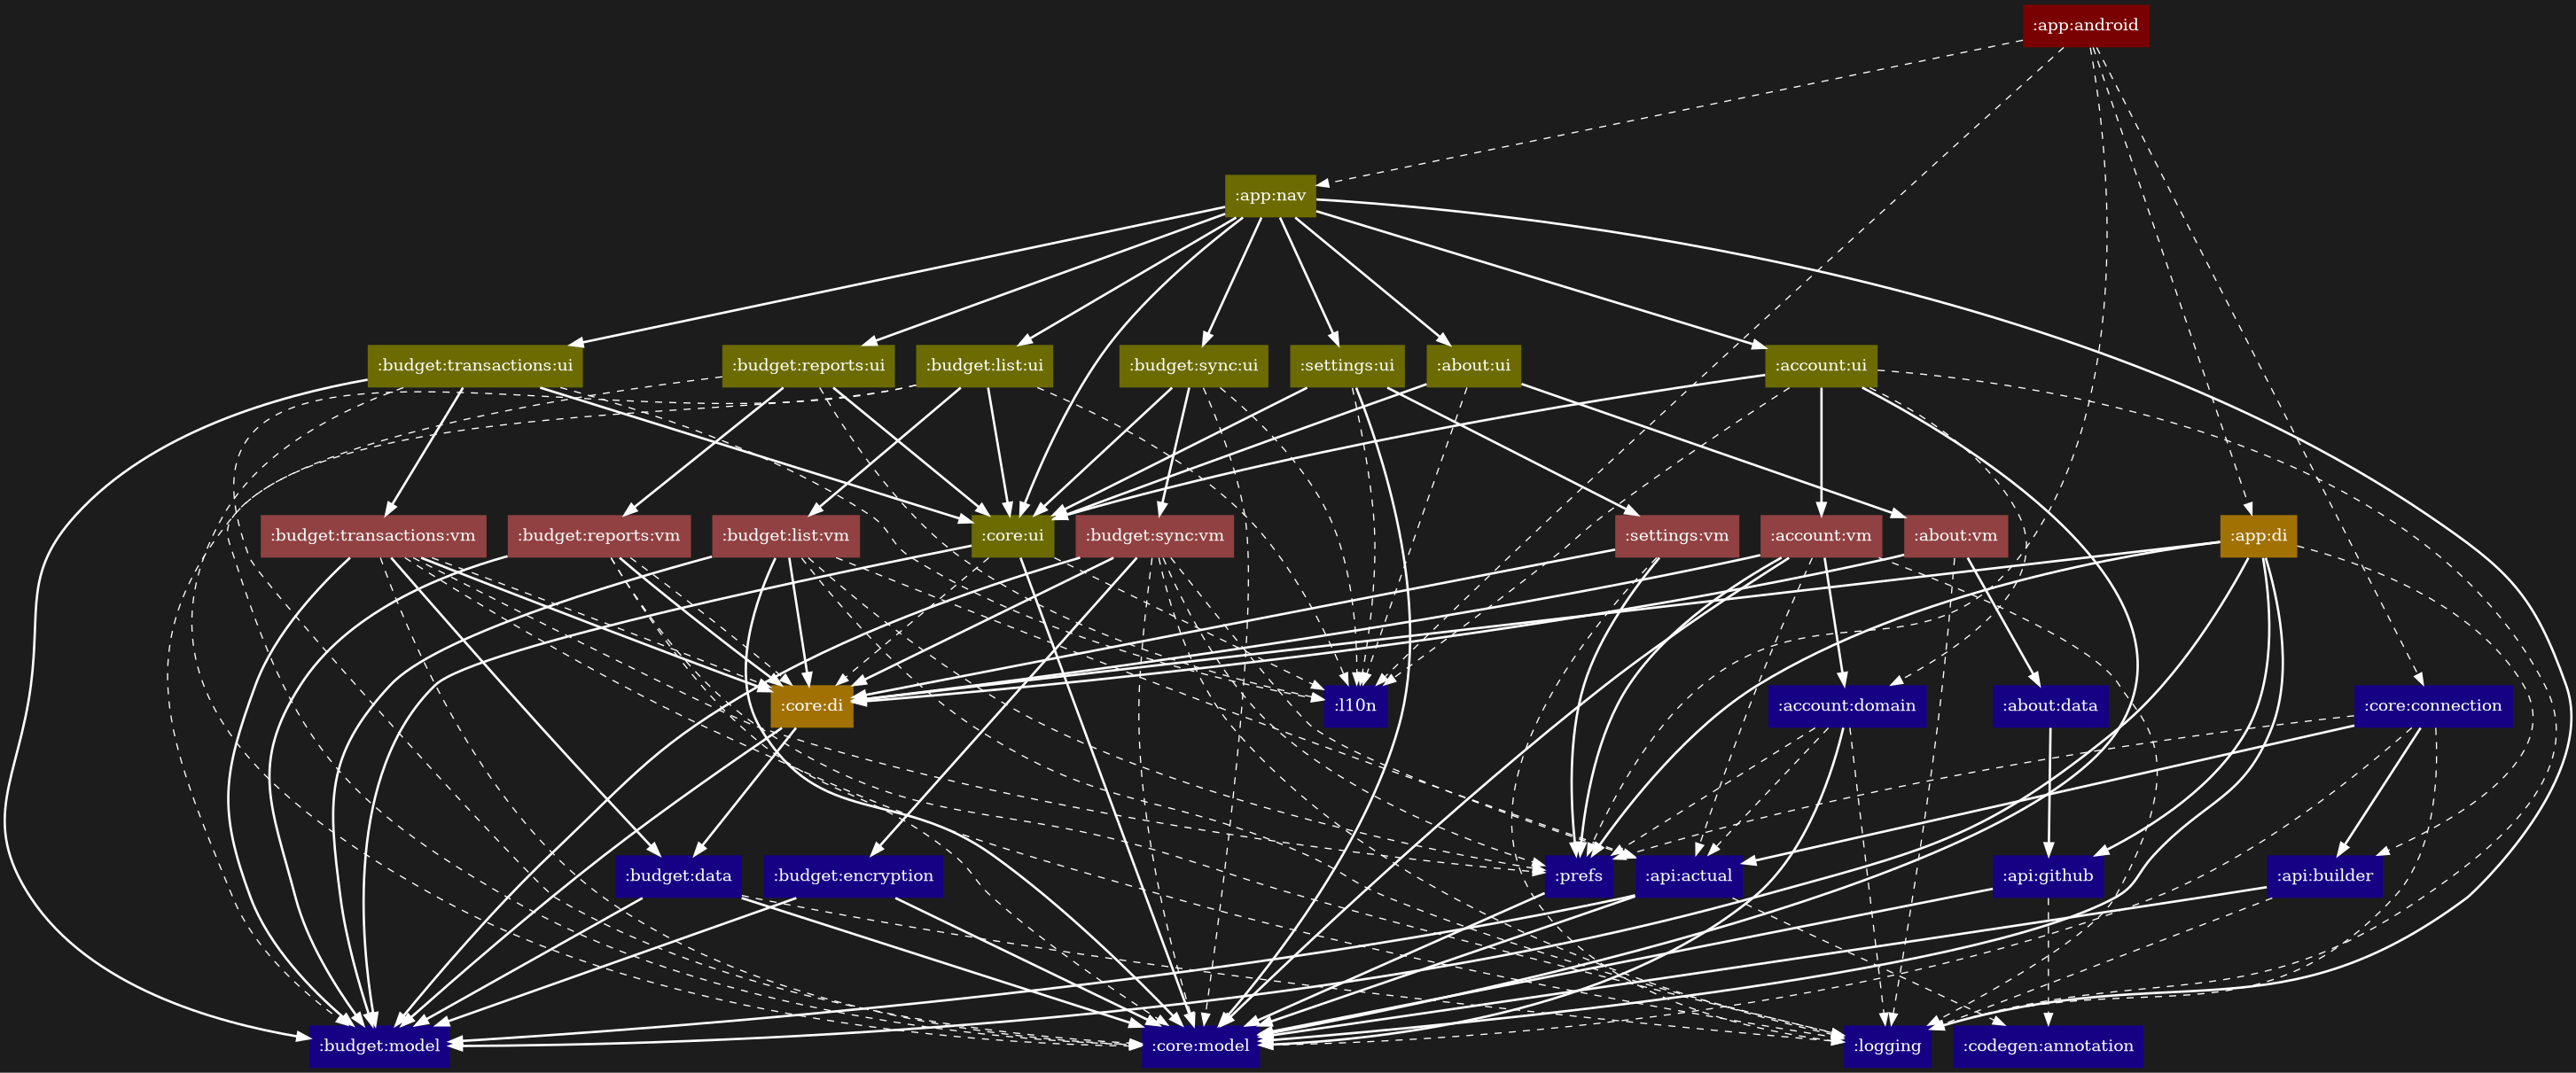 :app:android
:app:nav
:budget:transactions:ui
:budget:reports:ui
:budget:list:ui
:budget:sync:ui
:settings:ui
:about:ui
:account:ui
:budget:transactions:vm
:budget:reports:vm
:budget:list:vm
:core:ui
:budget:sync:vm
:settings:vm
:account:vm
:about:vm
:app:di
:core:di
:l10n
:account:domain
:about:data
:core:connection
:budget:data
:budget:encryption
:prefs
:api:actual
:api:github
:api:builder
:budget:model
:core:model
:logging
:codegen:annotation